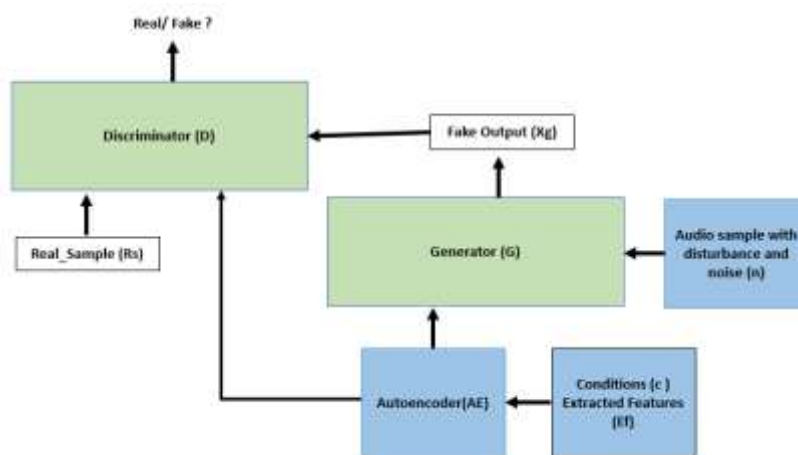 Real/ Fake ?
Discriminator (D)
Fake Output (Xg)
Real_Sample (Rs)
Generator (G)
Audio sample with
disturbance and
noise (n)
Autoencoder(AE)
Conditions (c )
Extracted Features
(Ef)